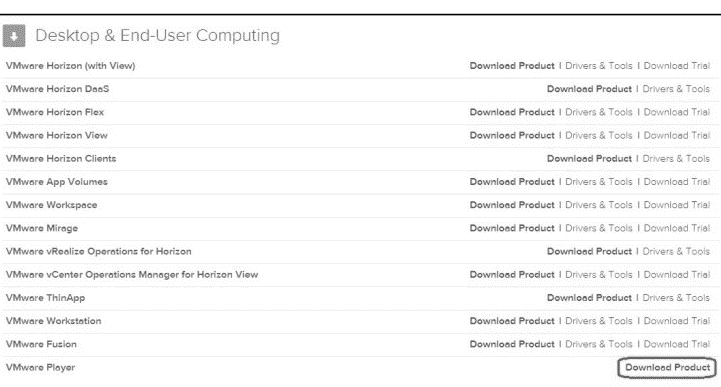 Desktop & End-User Computing
VMware Horizon (with View) Download Product | Drivers & Tools | Download Trial
VMware Horizon DaaS Download Product | Drivers & Tools
VMware Horizon Flex Download Product | Drivers & Tools | Download Trial
VMware Horizon View Download Product | Drivers & Tools | Download Trial
VMware Horizon Clients Download Product | Drivers & Tools
VMware App Volumes Download Product | Drivers & Tools | Download Trial
VMware Workspace Download Product | Drivers & Tools | Download Trial
VMware Mirage Download Product | Drivers & Tools | Download Trial
VMware vRealize Operations for Horizon Download Product | Drivers & Tools
VMware vCenter Operations Manager for Horizon View Download Product | Drivers & Tools | Download Trial
VMware ThinApp Download Product | Drivers & Tools
VMware Workstation Download Product | Drivers & Tools | Download Trial
VMware Fusion Download Product | Drivers & Tools | Download Trial
VMware Player Download Product